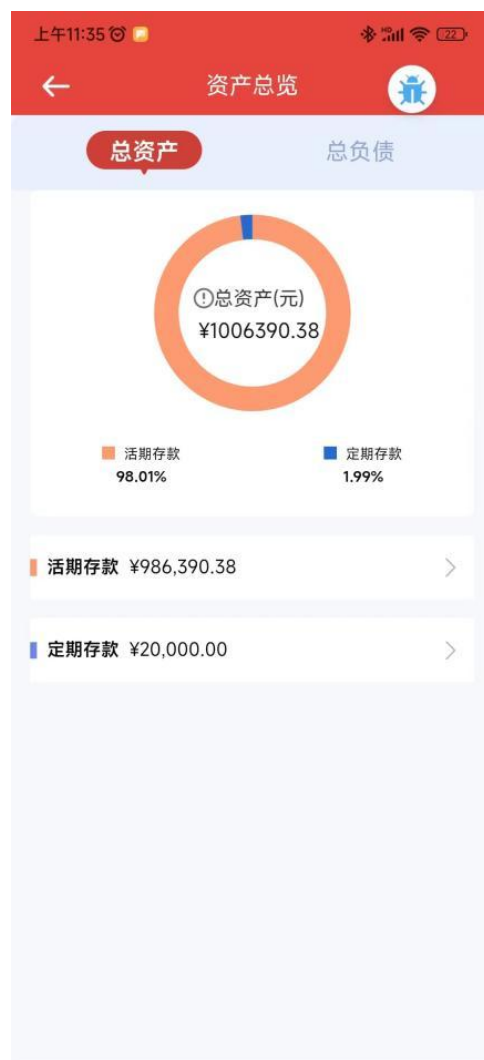 上午11:35
HD
22
资产总览
总资产
总负债
总资产(元)
¥1006390.38
活期存款
98.01%
定期存款
1.99%
活期存款 ¥986,390.38
定期存款 ¥20,000.00